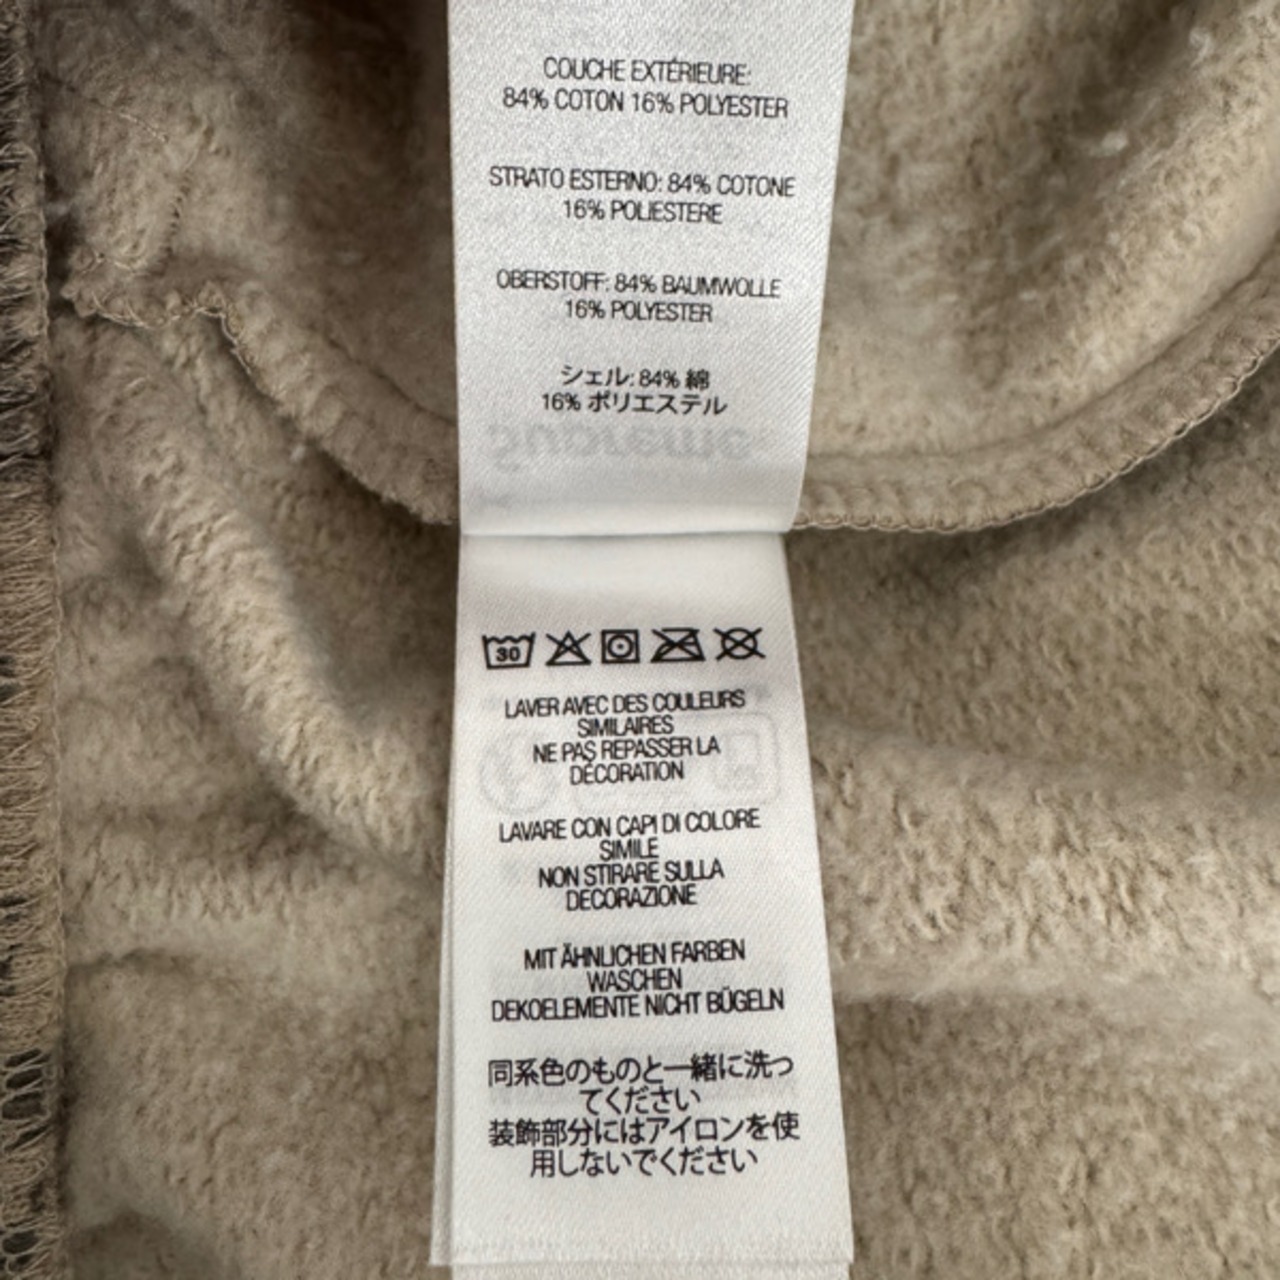 COUCHE EXTÉRIEURE:
84% COTON 16% POLYESTER
STRATO ESTERNO: 84% COTONE
16% POLIESTERE
OBERSTOFF: 84% BAUMWOLLE
16% POLYESTER
シェル: 84% 綿
16% ポリエステル
Supreme
30
LAVER AVEC DES COULEURS
SIMILAIRES
NE PAS REPASSER LA
DÉCORATION
LAVARE CON CAPI DI COLORE
SIMILE
NON STIRARE SULLA
DECORAZIONE
MIT ÄHNLICHEN FARBEN
WASCHEN
DEKOELEMENTE NICHT BÜGELN
同系色のものと一緒に洗っ
てください
装飾部分にはアイロンを使
用しないでください